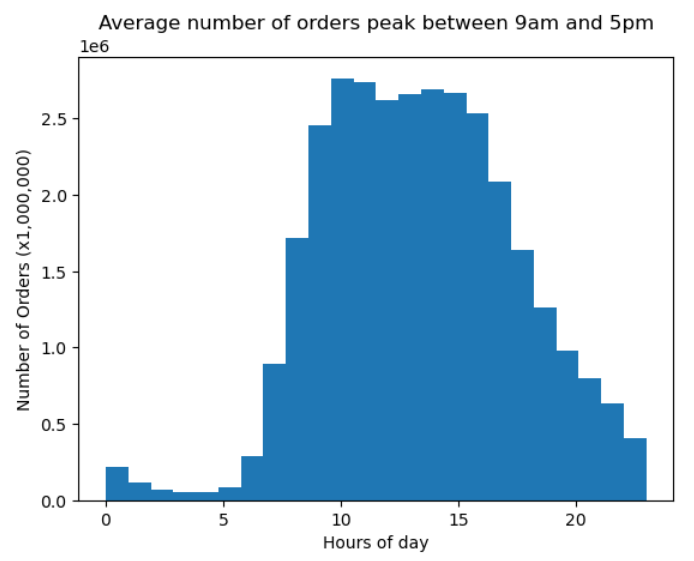 Average number of orders peak between 9am and 5pm
1e6
2.5
2.0
1.5
1.0
0.5
0.0
Number of Orders (x1,000,000)
0 5 10 15 20
Hours of day